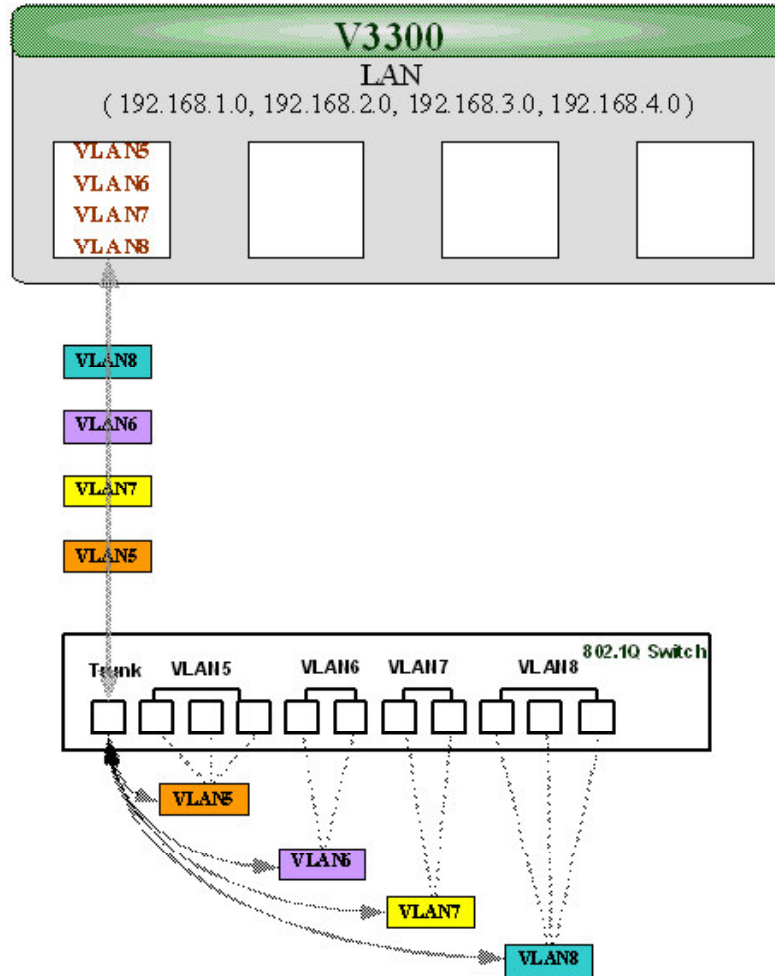 V3300
LAN
( 192.168.1.0, 192.168.2.0, 192.168.3.0, 192.168.4.0 )
VLAN5
VLAN6
VLAN7
VLAN8
VLAN8
VLAN6
VLAN7
VLAN5
802.1Q Switch
Trunk VLAN5 VLAN6 VLAN7 VLAN8
VLAN5
VLAN6
VLAN7
VLAN8